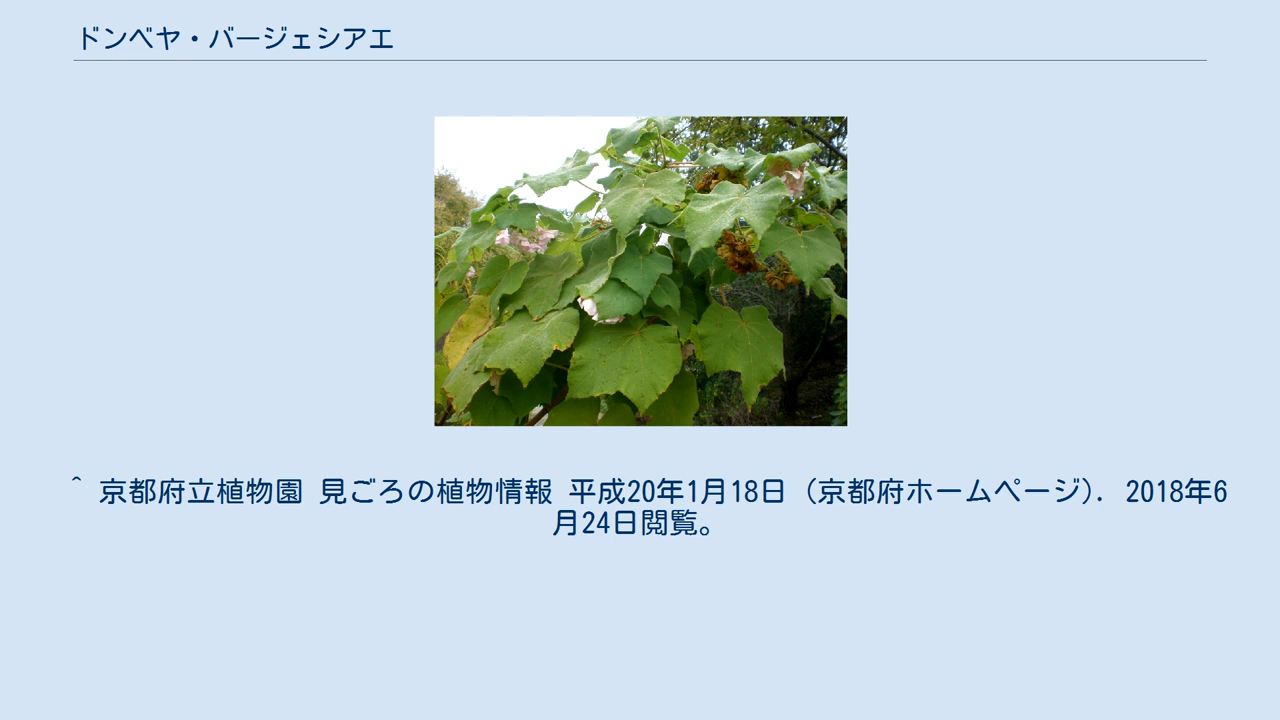 ドンベヤ・バージェシアエ
^ 京都府立植物園 見ごろの植物情報 平成20年1月18日 (京都府ホームページ). 2018年6
月24日閲覧。